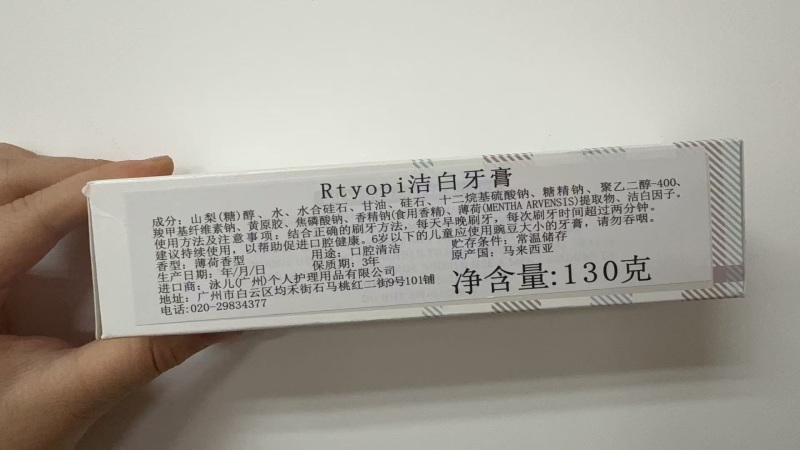 Rtyopi洁白牙膏
成分：山梨(糖)醇、水、水合硅石、甘油、硅石、十二烷基硫酸钠、糖精钠、聚乙二醇-400、
羧甲基纤维素钠、黄原胶、焦磷酸钠、香精钠(食用香精)、薄荷(MENTHA ARVENSIS)提取物、洁白因子。
使用方法及注意事项：结合正确的刷牙方法，每天早晚刷牙，每次刷牙时间超过两分钟。
建议持续使用，以帮助促进口腔健康。6岁以下的儿童应使用豌豆大小的牙膏，请勿吞咽。
香型：薄荷香型 用途：口腔清洁 贮存条件：常温储存
生产日期：年/月/日 保质期：3年 原产国：马来西亚
进口商：泳儿(广州)个人护理用品有限公司
地址：广州市白云区均禾街石马桃红二街9号101铺
电话:020-29834377
净含量:130克